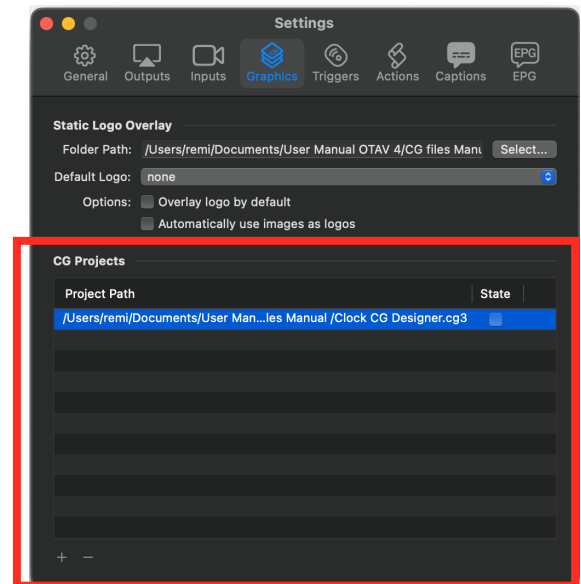 Settings
General Outputs Inputs Graphics Triggers Actions Captions EPG EPG
Static Logo Overlay
Folder Path: /Users/remi/Documents/User Manual OTAV 4/CG files Manu Select...
Default Logo: none
Options: Overlay logo by default
Automatically use images as logos
CG Projects
Project Path State
/Users/remi/Documents/User Man...les Manual /Clock CG Designer.cg3
+ −